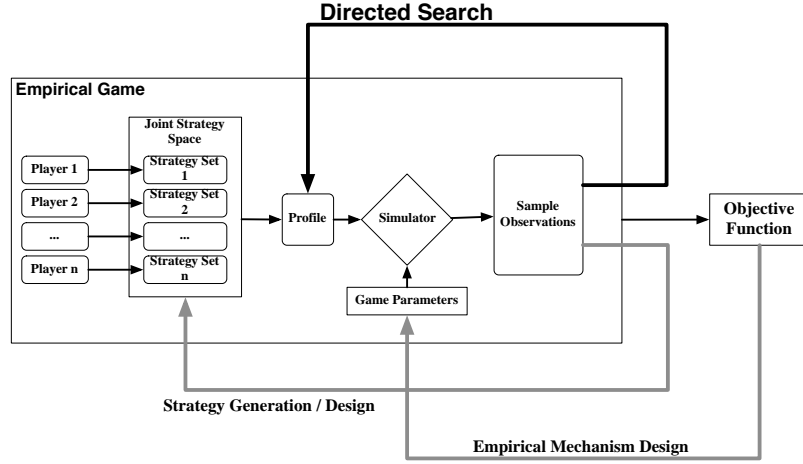 Directed Search
Empirical Game
Joint Strategy
Space
Player 1
Strategy Set
1
Player 2
Strategy Set
2
...
...
Player n
Strategy Set
n
Profile
Simulator
Sample
Observations
Objective
Function
Game Parameters
Strategy Generation / Design
Empirical Mechanism Design